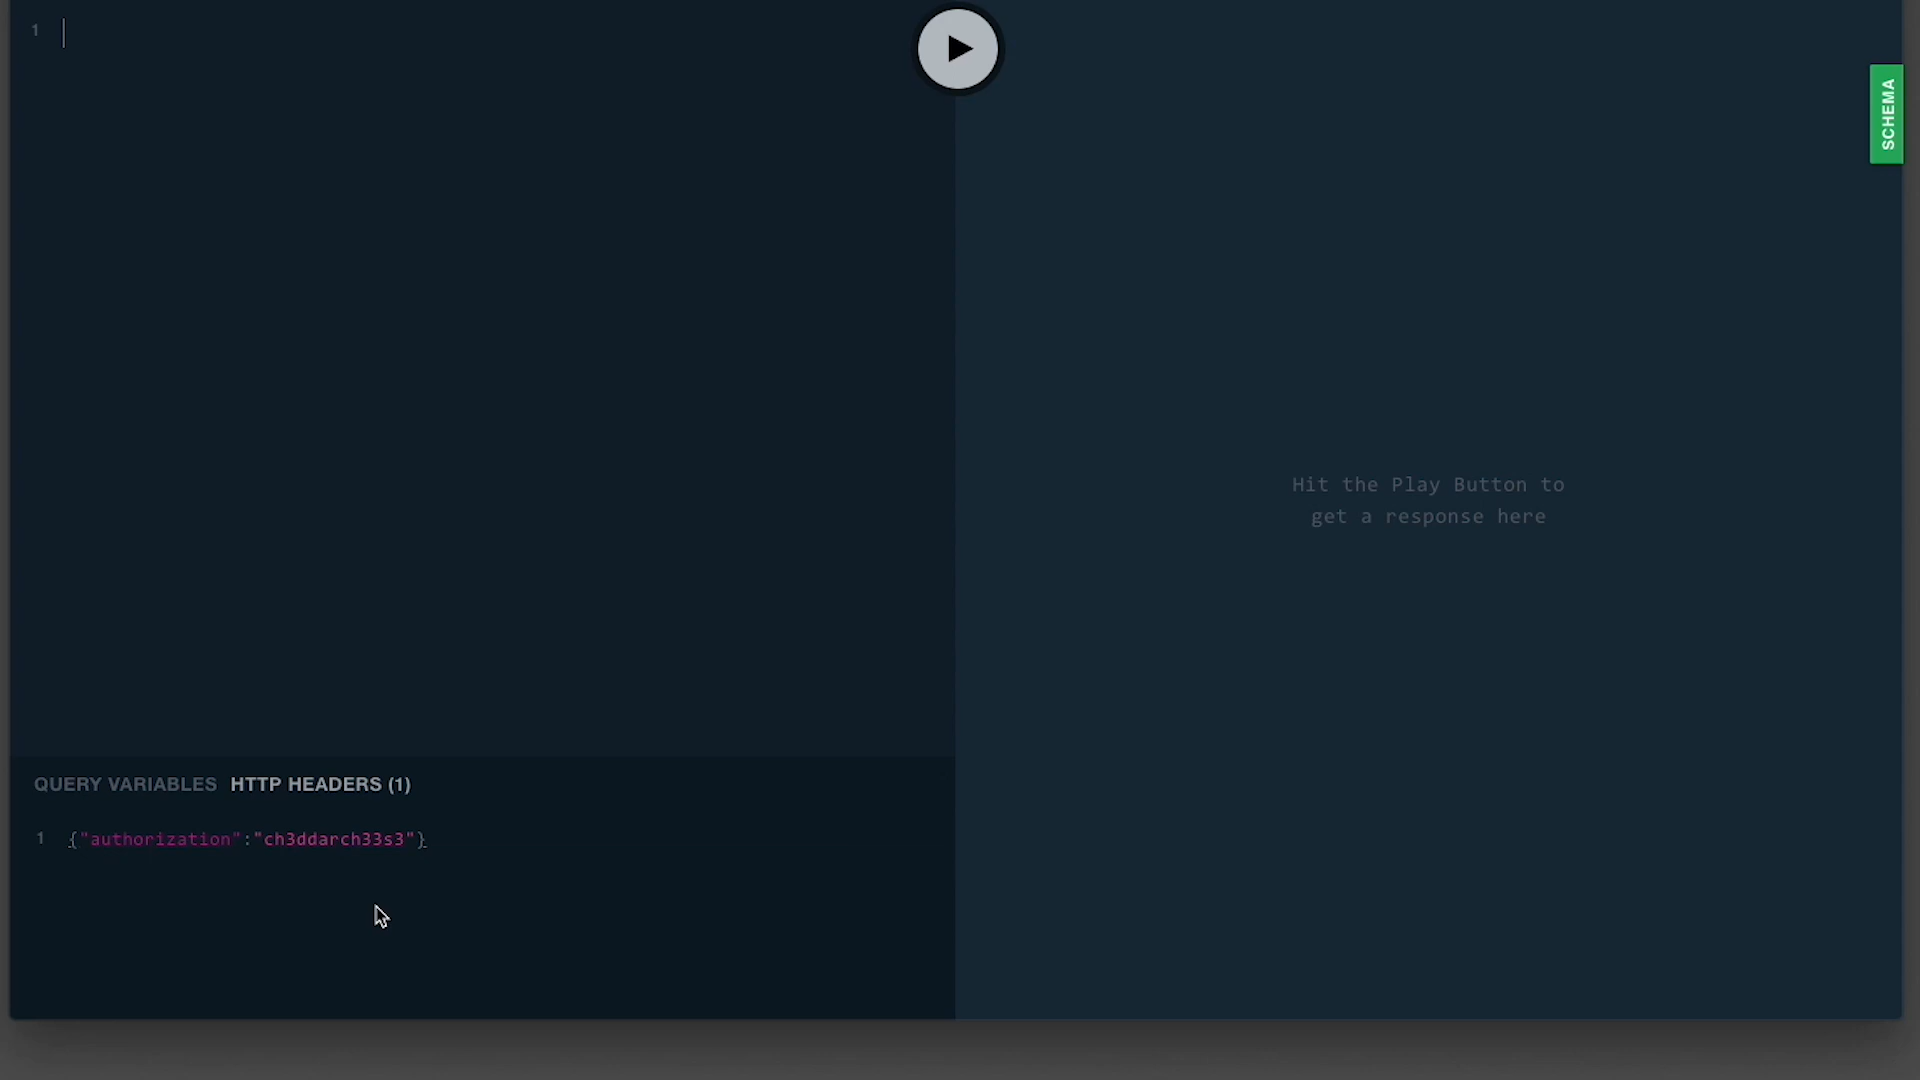 1
SCHEMA
Hit the Play Button to
get a response here
QUERY VARIABLES HTTP HEADERS (1)
1 {"authorization":"ch3ddarch33s3"}